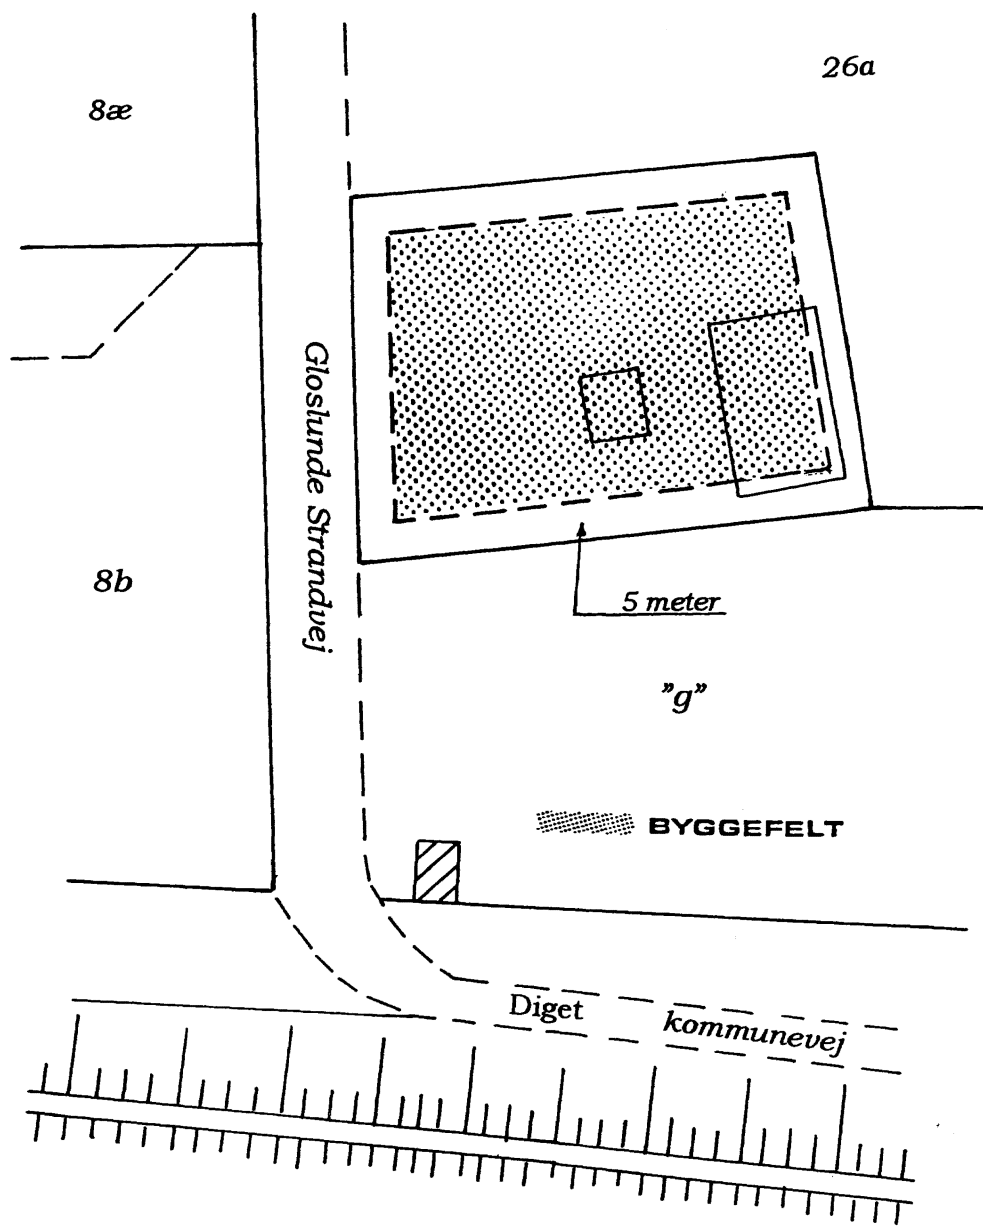 26a
8æ
Gloslunde Strandvej
8b
5 meter
"g"
BYGGEFELT
Diget kommunevej